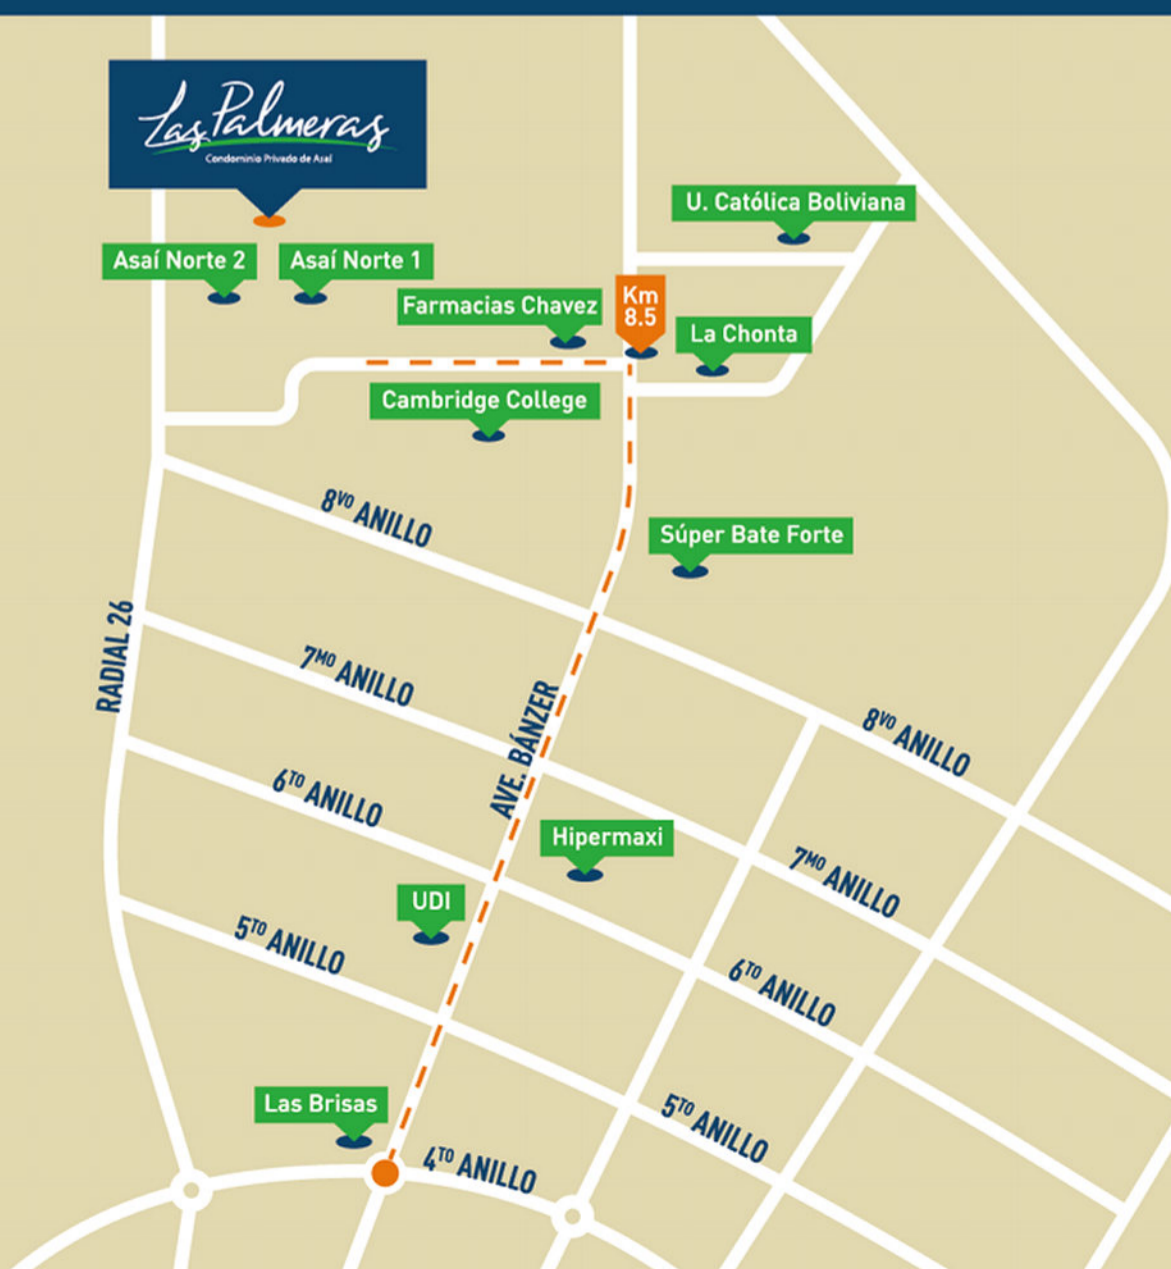 Las Palmeras
Condominio Privado de Asaí
U. Católica Boliviana
Asaí Norte 2
Asaí Norte 1
Km
8.5
Farmacias Chavez
La Chonta
Cambridge College
8VO ANILLO
Súper Bate Forte
RADIAL 26
7MO ANILLO
AVE. BÁNZER
8VO ANILLO
6TO ANILLO
Hipermaxi
7MO ANILLO
UDI
5TO ANILLO
6TO ANILLO
Las Brisas
5TO ANILLO
4TO ANILLO